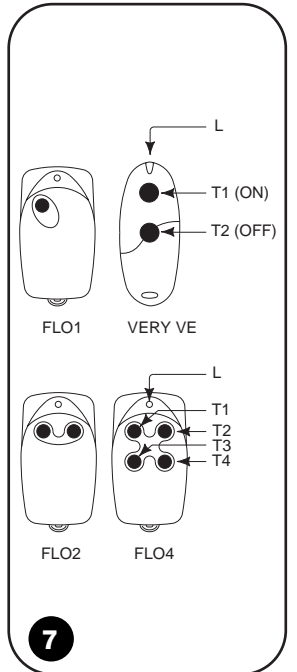 L
T1 (ON)
T2 (OFF)
FLO1 VERY VE
L
T1
T2
T3
T4
FLO2 FLO4
7